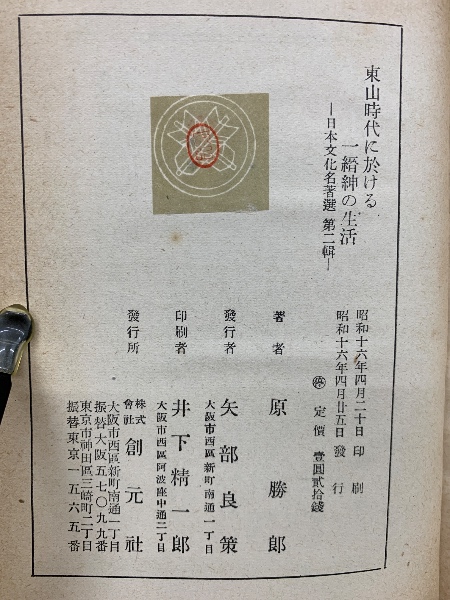 東山時代に於ける
一縉紳の生活
―日本文化名著選 第二輯―
昭和十六年四月二十日 印刷
昭和十六年四月廿五日 發行
㊞ 定價 壹圓貳拾錢
著者 原勝郎
發行者 矢部良策
大阪市西區新町南通一丁目
印刷者 井下精一郎
大阪市西區阿波座中通二丁目
發行所 株式會社 創元社
大阪市西區新町南通一丁目
振替大阪五七〇九九番
東京市神田區三崎町二丁目
振替東京一五六五番